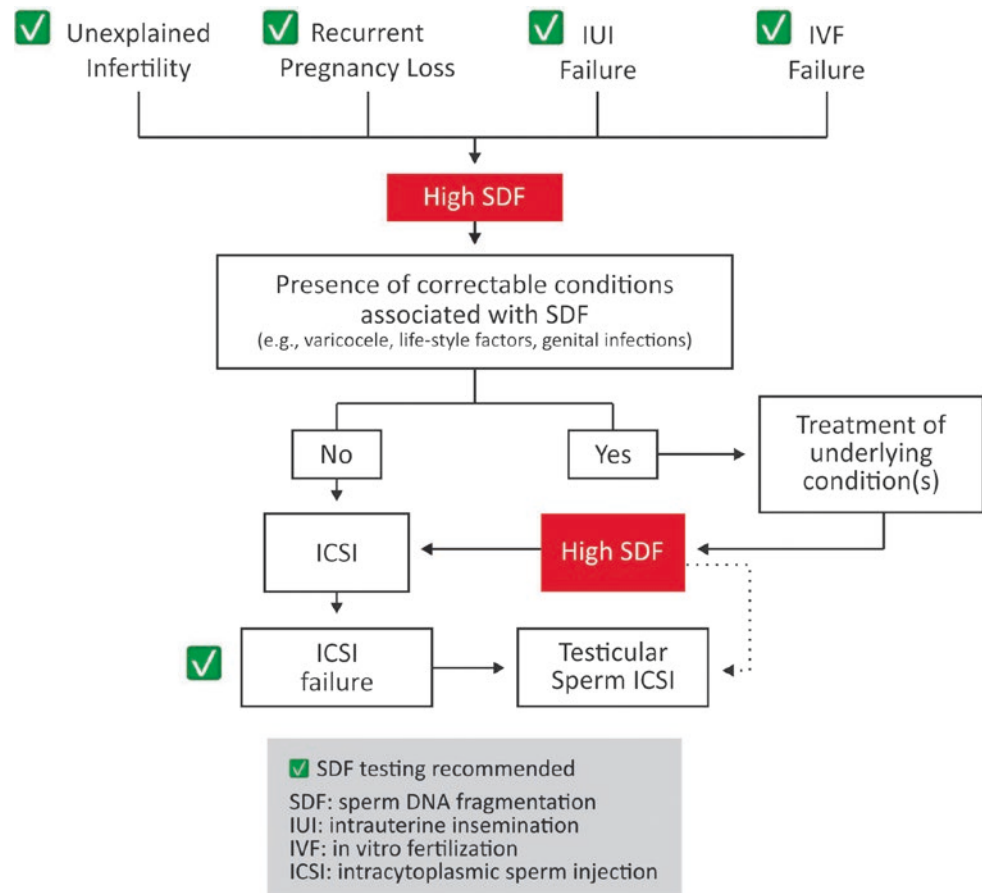 Unexplained
Infertility
Recurrent
Pregnancy Loss
IUI
Failure
IVF
Failure
High SDF
Presence of correctable conditions
associated with SDF
(e.g., varicocele, life-style factors, genital infections)
No
Yes
Treatment of
underlying
condition(s)
ICSI
High SDF
ICSI
failure
Testicular
Sperm ICSI
SDF testing recommended
SDF: sperm DNA fragmentation
IUI: intrauterine insemination
IVF: in vitro fertilization
ICSI: intracytoplasmic sperm injection